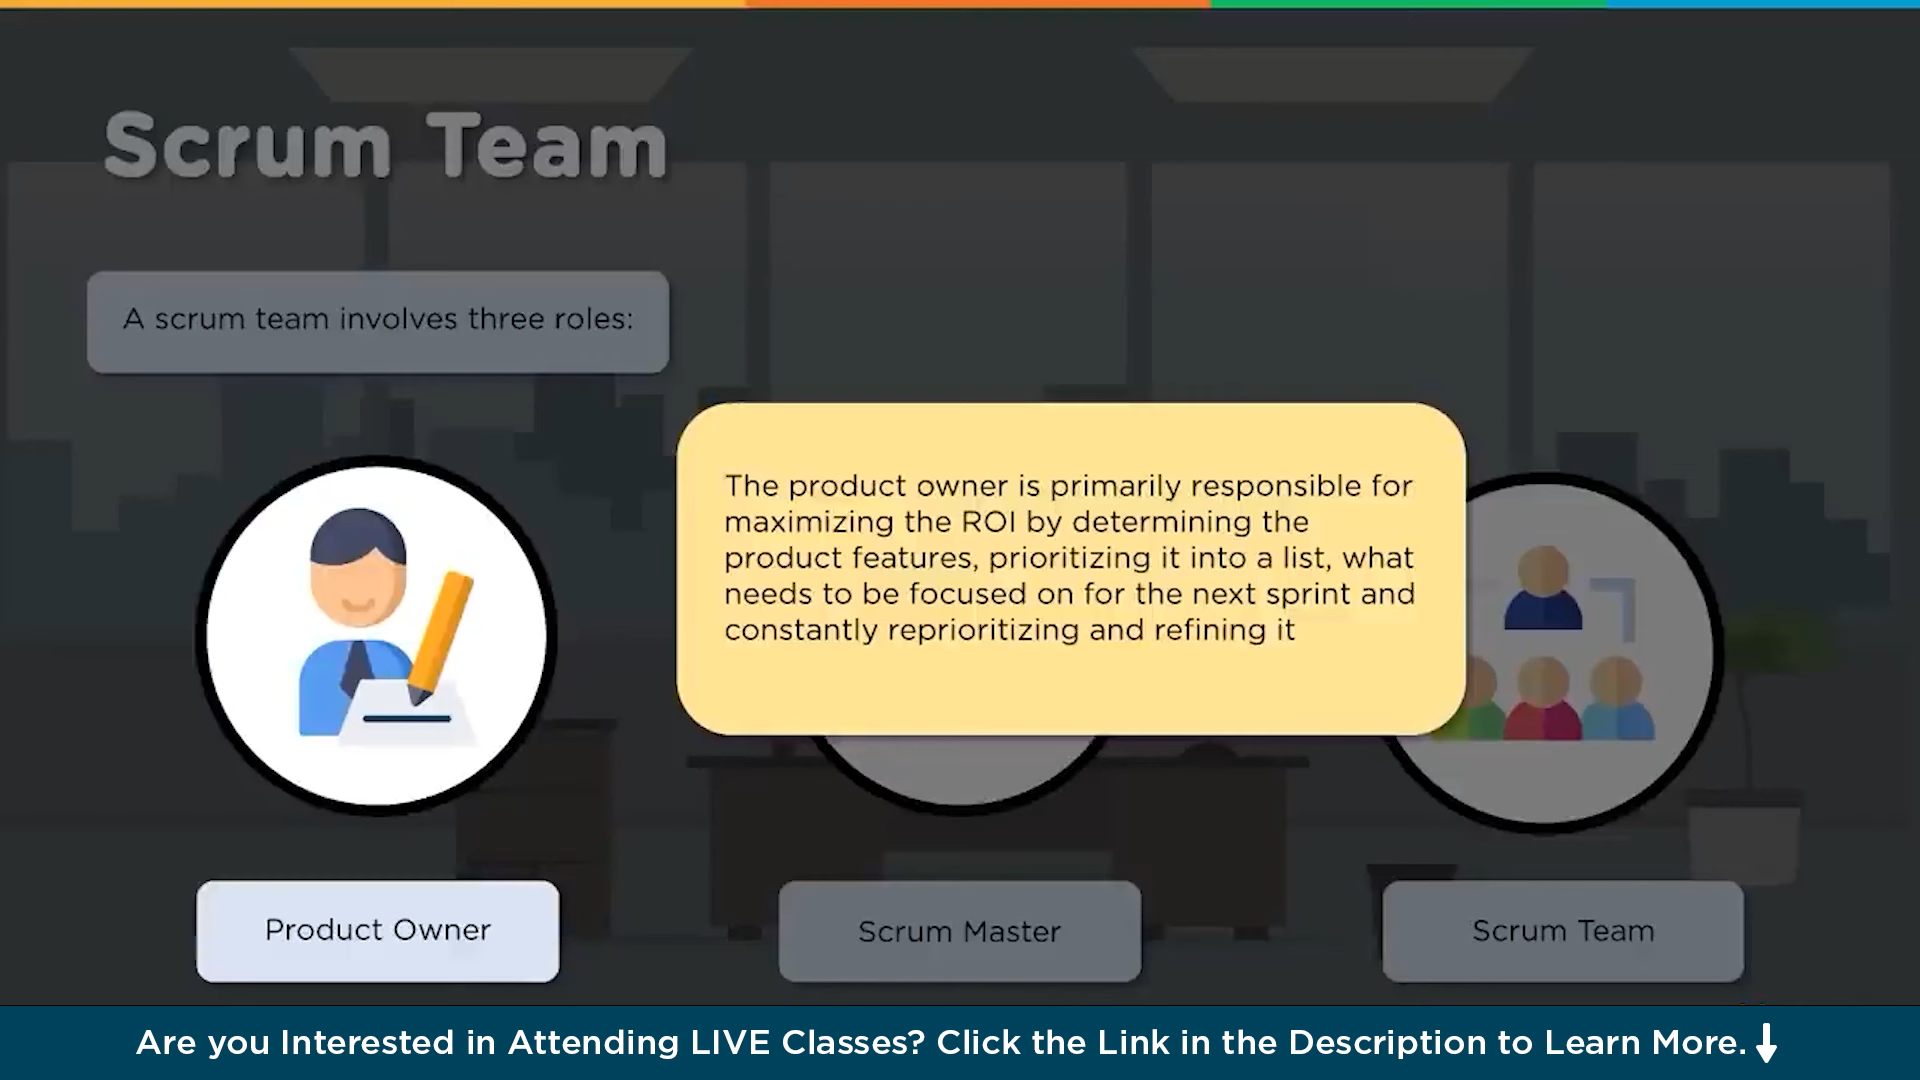 Scrum Team
A scrum team involves three roles:
The product owner is primarily responsible for
maximizing the ROI by determining the
product features, prioritizing it into a list, what
needs to be focused on for the next sprint and
constantly reprioritizing and refining it
Product Owner
Scrum Master
Scrum Team
Are you Interested in Attending LIVE Classes? Click the Link in the Description to Learn More.